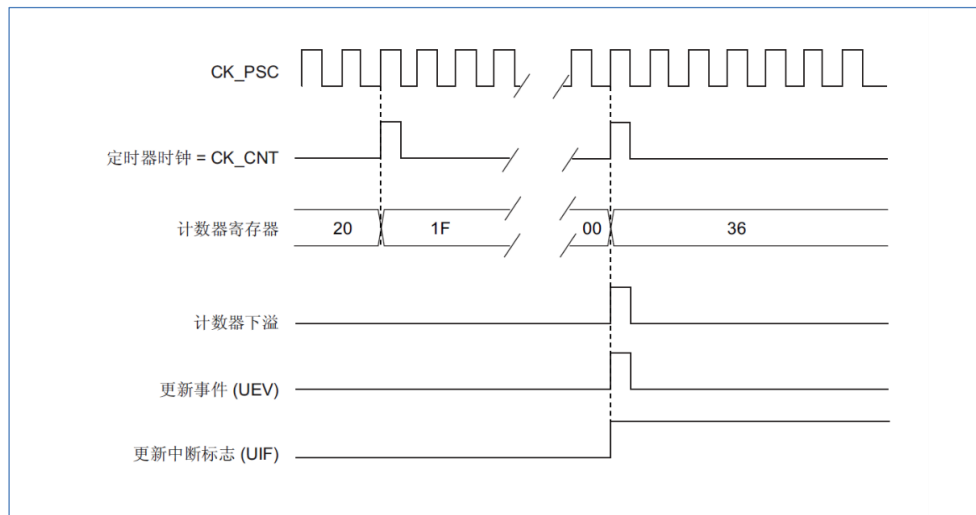 CK_PSC
定时器时钟 = CK_CNT
计数器寄存器 20 1F 00 36
计数器下溢
更新事件 (UEV)
更新中断标志 (UIF)